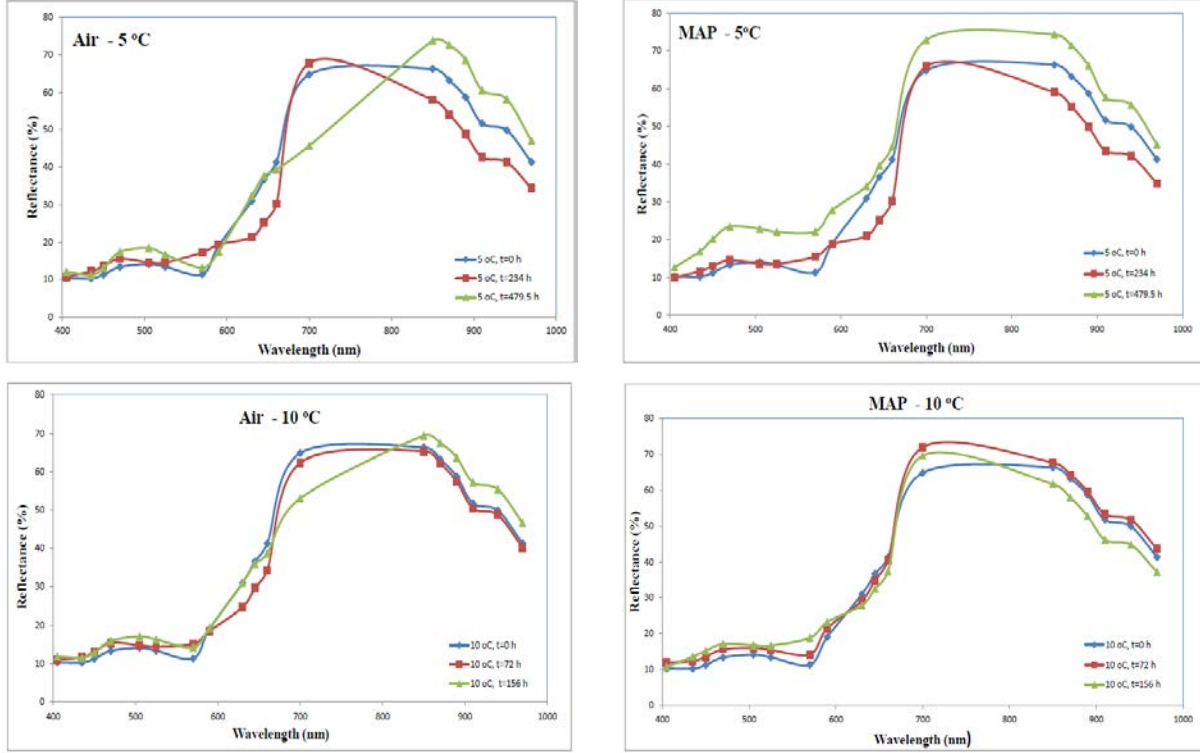 Air - 5 °C
Reflectance (%)
80
70
60
50
40
30
20
10
0
400 500 600 700 800 900 1000
Wavelength (nm)
5 oC, t=0 h
5 oC, t=234 h
5 oC, t=479.5 h
MAP - 5°C
Reflectance (%)
80
70
60
50
40
30
20
10
0
400 500 600 700 800 900 1000
Wavelength (nm)
5 oC, t=0 h
5 oC, t=234 h
5 oC, t=479.5 h
Air - 10 °C
Reflectance (%)
80
70
60
50
40
30
20
10
0
400 500 600 700 800 900 1000
Wavelength (nm)
10 oC, t=0 h
10 oC, t=72 h
10 oC, t=156 h
MAP - 10 °C
Reflectance (%)
80
70
60
50
40
30
20
10
0
400 500 600 700 800 900 1000
Wavelength (nm)
10 oC, t=0 h
10 oC, t=72 h
10 oC, t=156 h